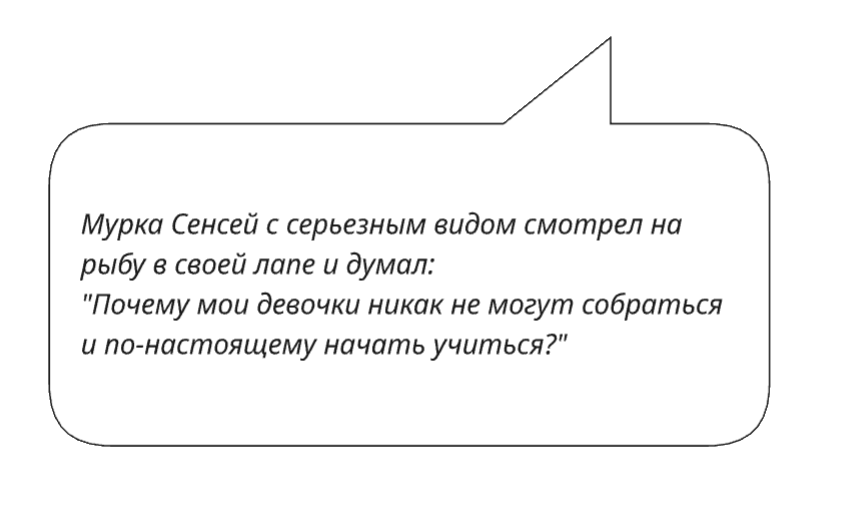 Мурка Сенсей с серьезным видом смотрел на
рыбу в своей лапе и думал:
"Почему мои девочки никак не могут собраться
и по-настоящему начать учиться?"